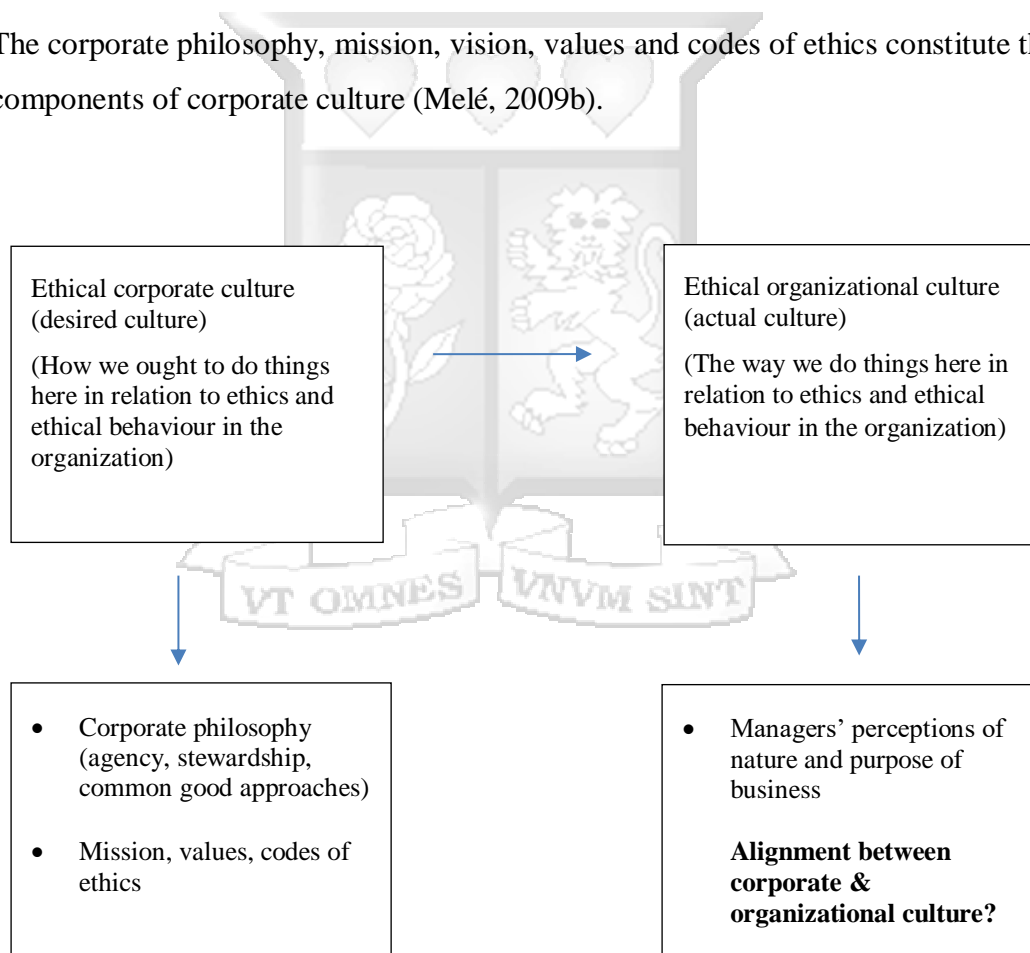 The corporate philosophy, mission, vision, values and codes of ethics constitute
components of corporate culture (Melé, 2009b).
Ethical corporate culture
(desired culture)
(How we ought to do things
here in relation to ethics and
ethical behaviour in the
organization)
Ethical organizational culture
(actual culture)
(The way we do things here in
relation to ethics and ethical
behaviour in the organization)
VT OMNES VNVM SINT
• Corporate philosophy
(agency, stewardship,
common good approaches)
• Mission, values, codes of
ethics
• Managers’ perceptions of
nature and purpose of
business
Alignment between
corporate &
organizational culture?